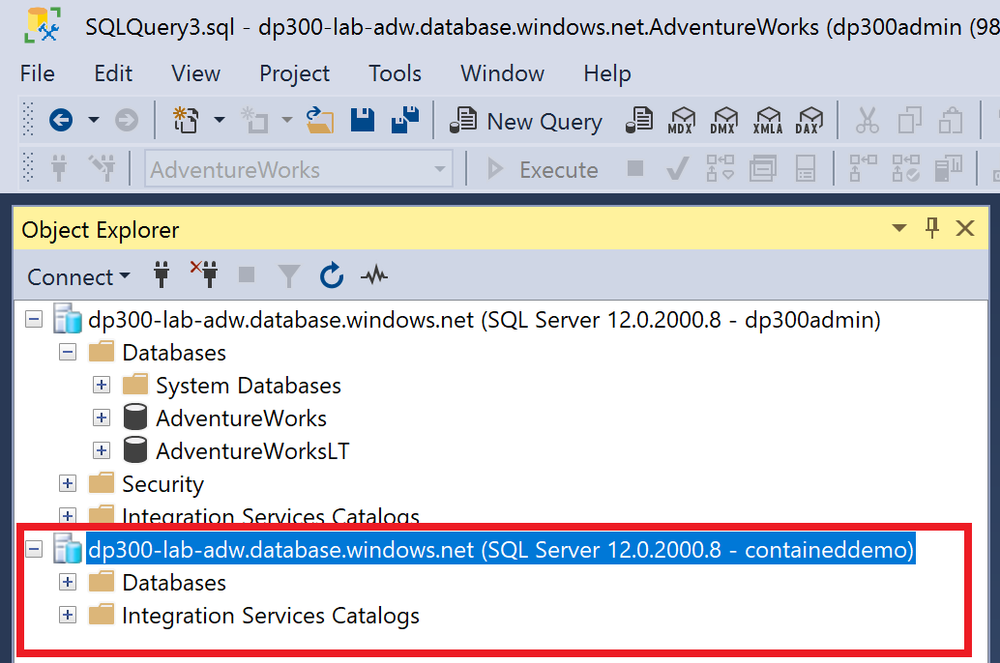 SQLQuery3.sql - dp300-lab-adw.database.windows.net.AdventureWorks (dp300admin (98
File Edit View Project Tools Window Help
New Query MDX DMX XMLA DAX
AdventureWorks Execute
Object Explorer
Connect
dp300-lab-adw.database.windows.net (SQL Server 12.0.2000.8 - dp300admin)
Databases
System Databases
AdventureWorks
AdventureWorksLT
Security
Integration Services Catalogs
dp300-lab-adw.database.windows.net (SQL Server 12.0.2000.8 - containeddemo)
Databases
Integration Services Catalogs